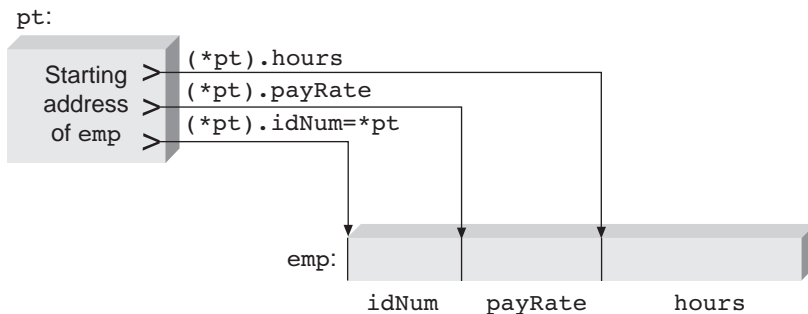 pt:
Starting
address
of emp
(*pt).hours
(*pt).payRate
(*pt).idNum=*pt
emp:
idNum payRate hours